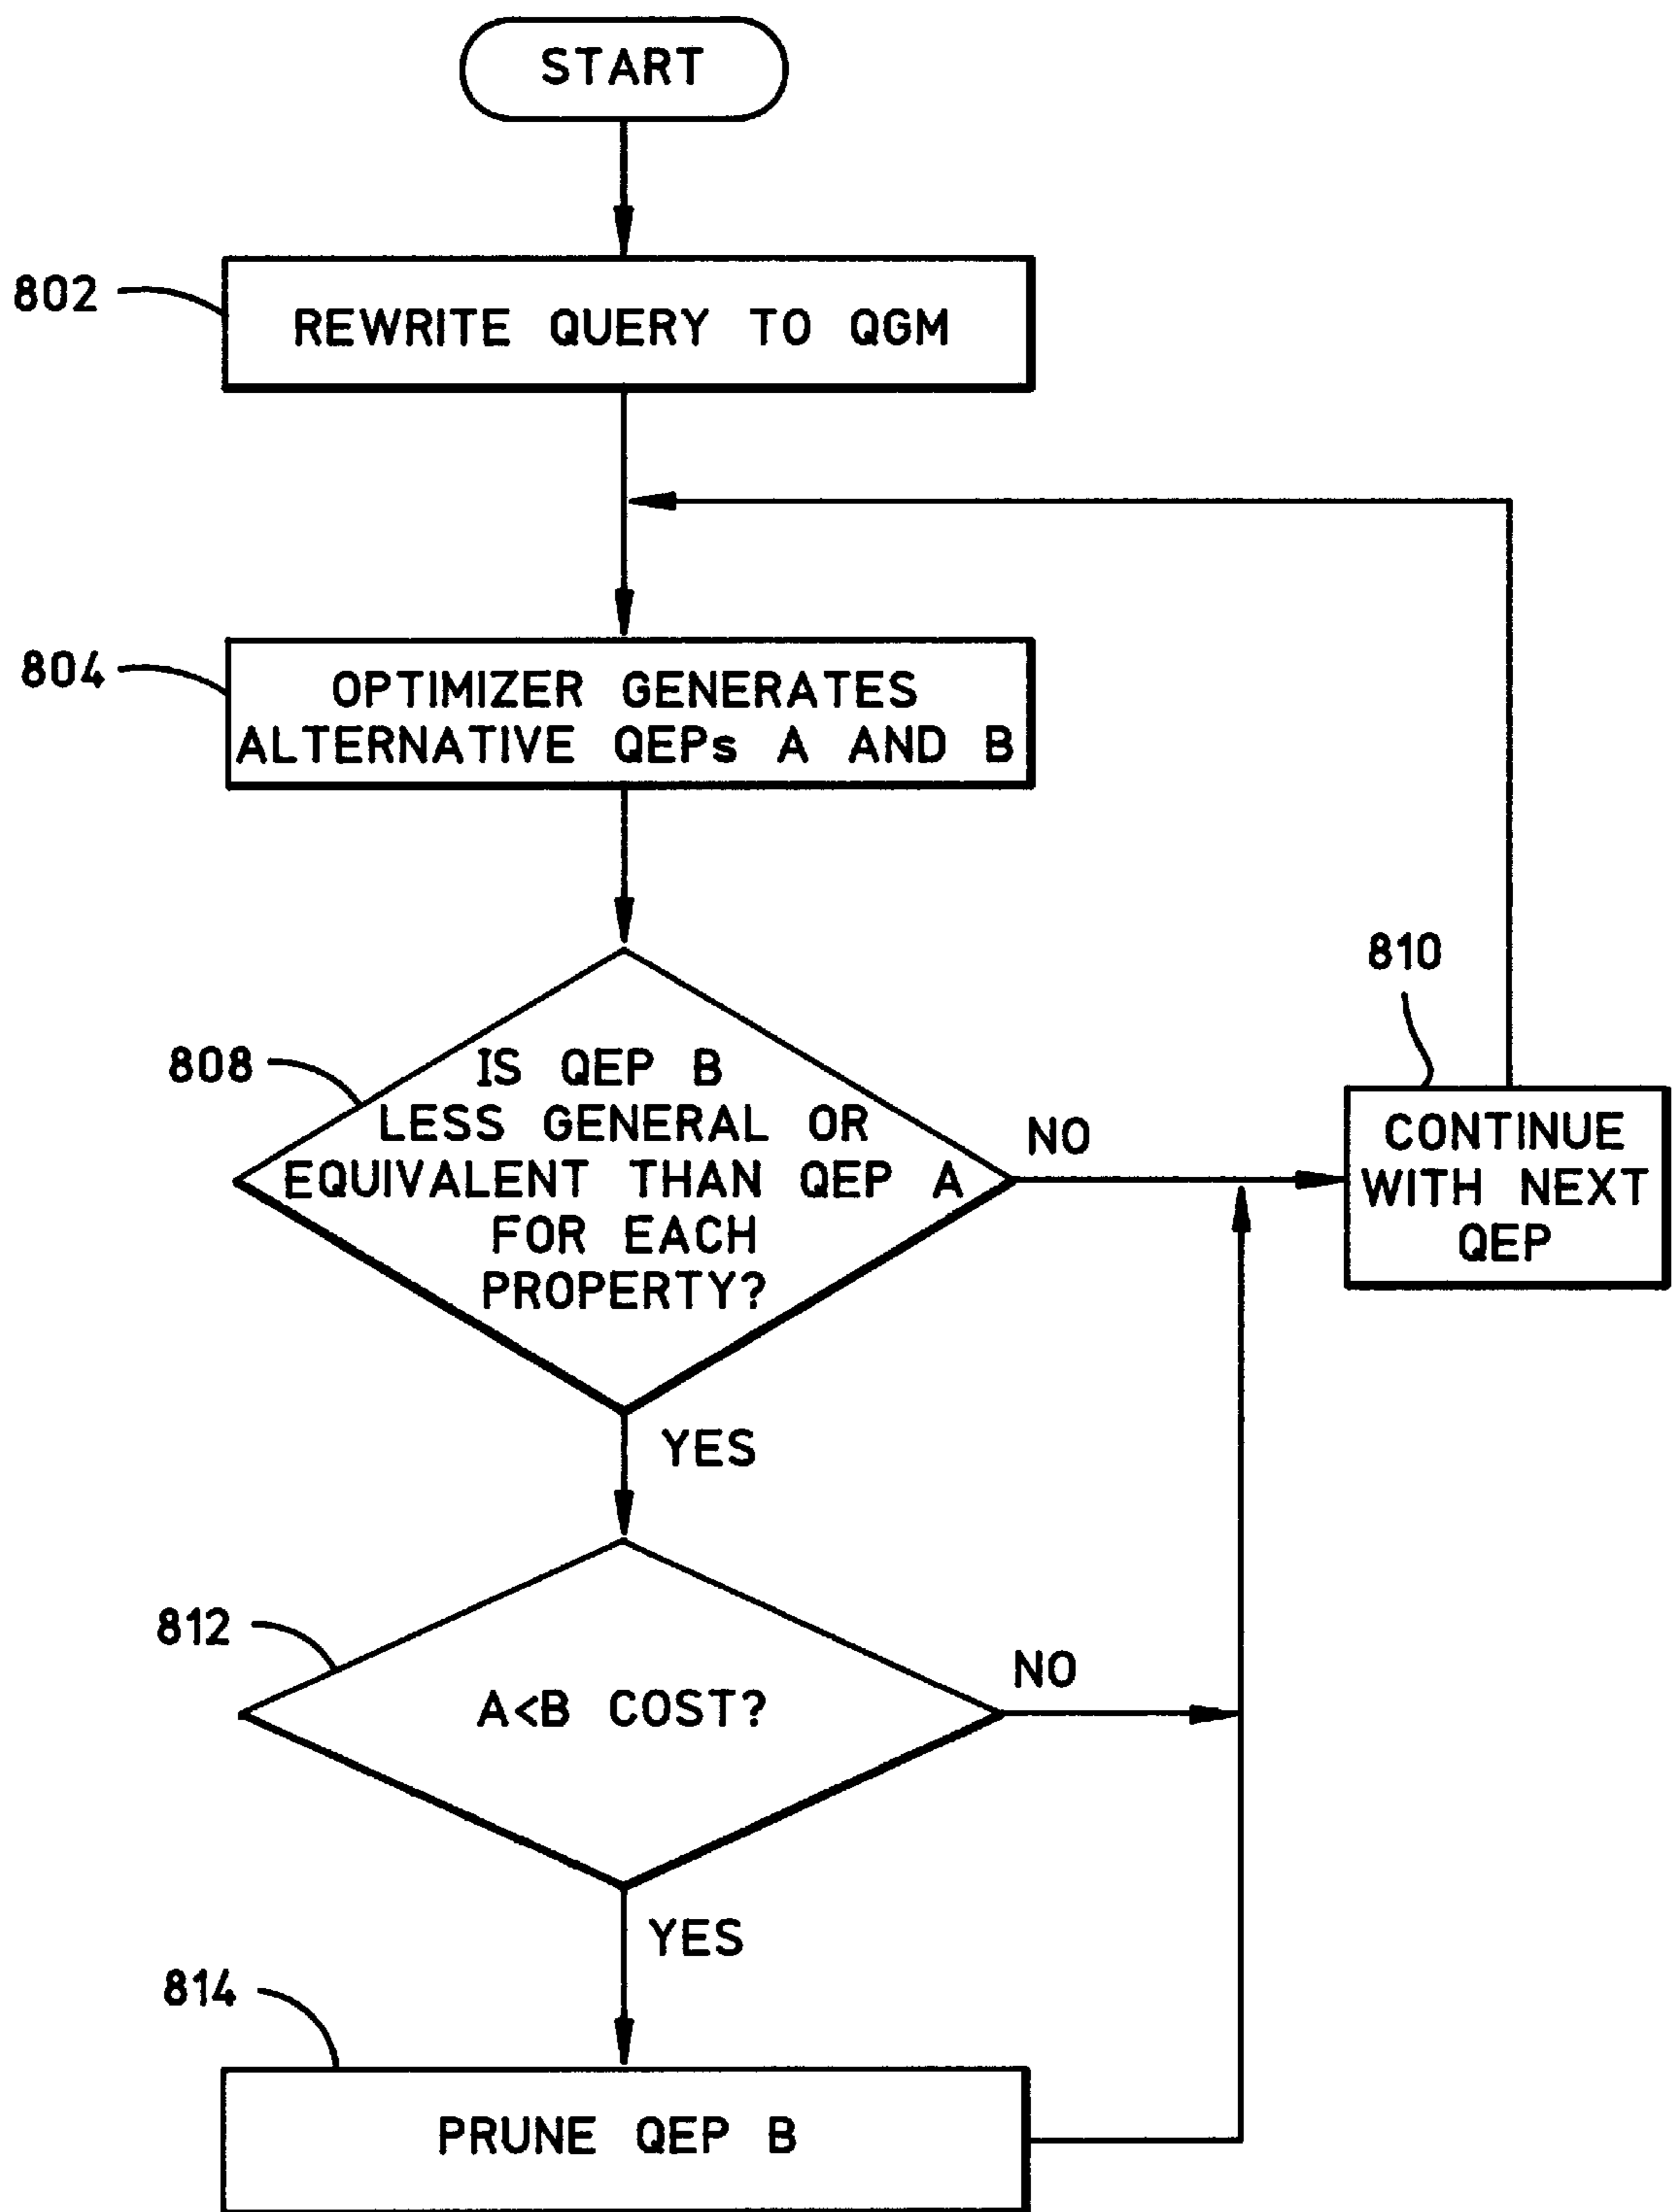 START
802
REWRITE QUERY TO QGM
804
OPTIMIZER GENERATES
ALTERNATIVE QEPs A AND B
810
808
IS QEP B
LESS GENERAL OR
EQUIVALENT THAN QEP A
FOR EACH
PROPERTY?
NO
CONTINUE
WITH NEXT
QEP
YES
812
A<B COST?
NO
YES
814
PRUNE QEP B